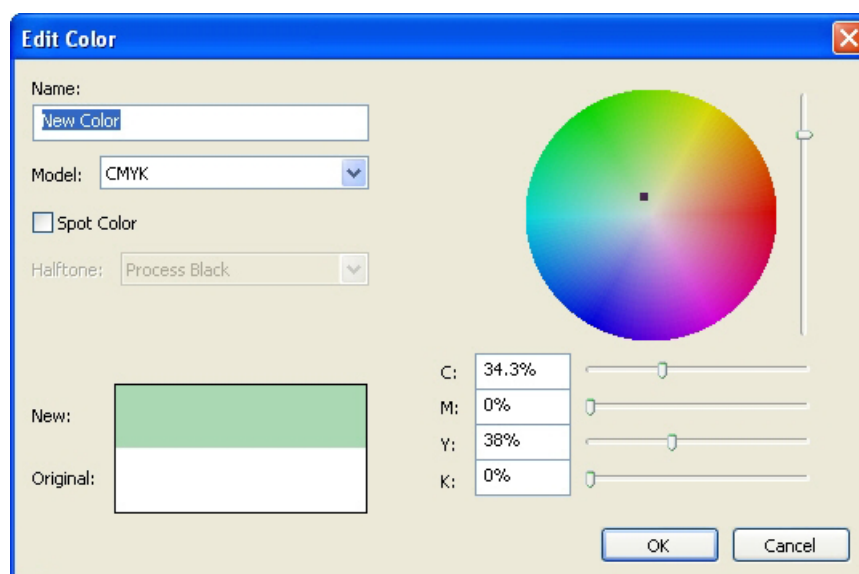 Edit Color
Name:
New Color
Model: CMYK
Spot Color
Halftone: Process Black
New:
Original:
C: 34.3%
M: 0%
Y: 38%
K: 0%
OK Cancel